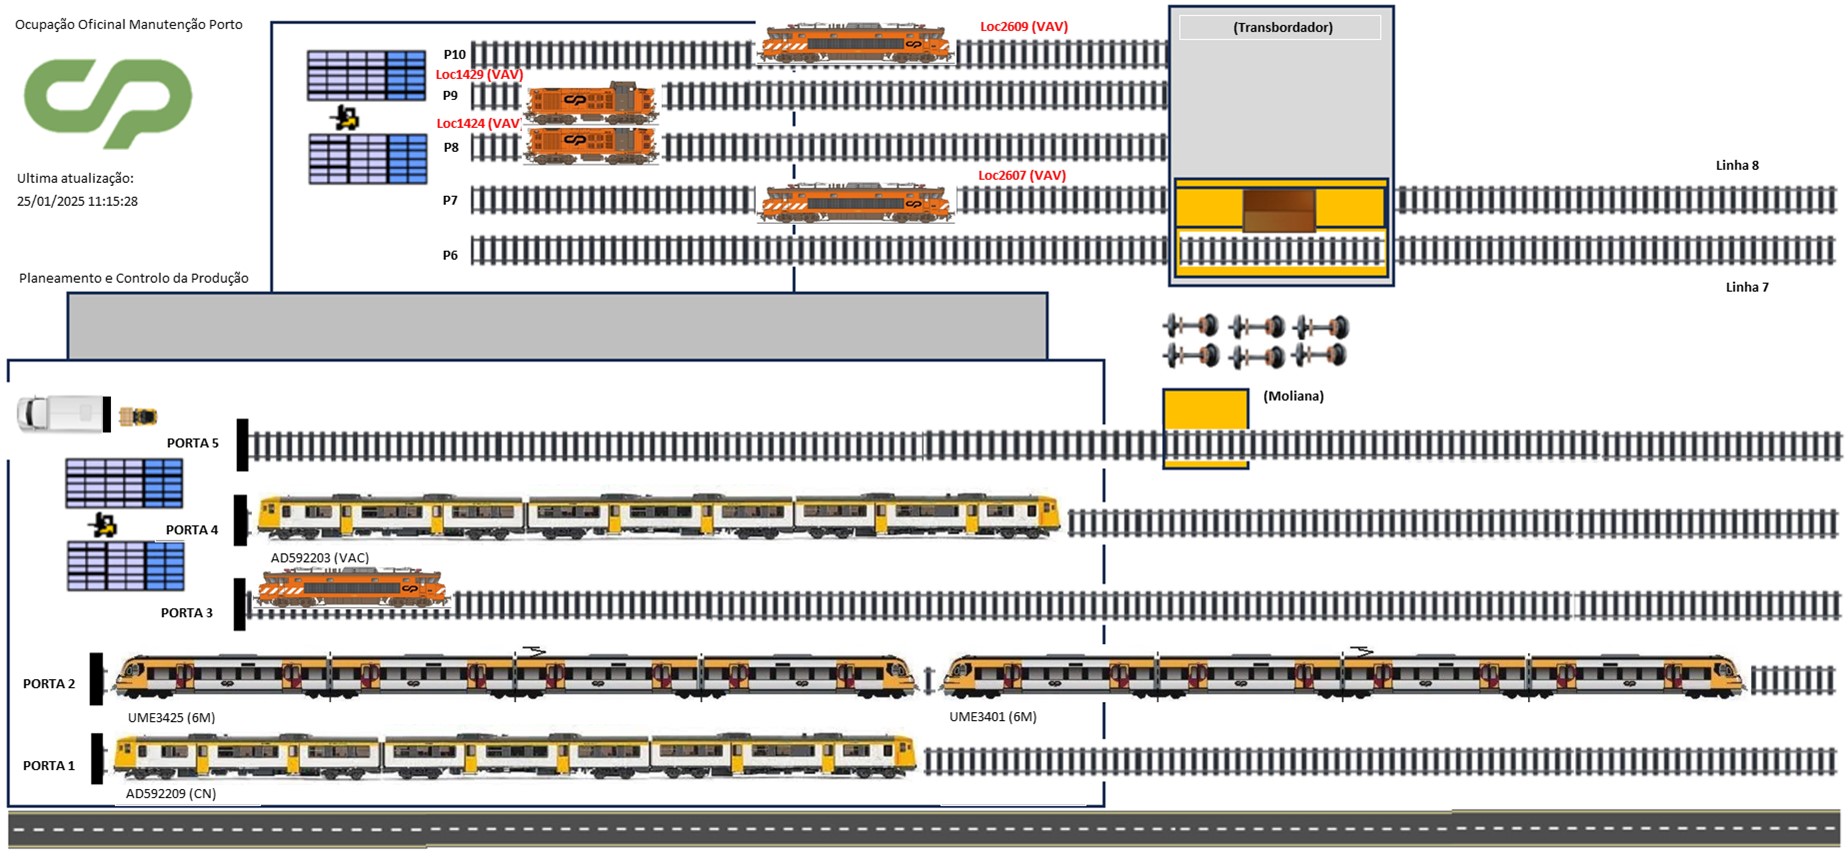 Ocupação Oficinal Manutenção Porto
Ultima atualização:
25/01/2025 11:15:28
Planeamento e Controlo da Produção
P10
Loc2609 (VAV)
(Transbordador)
Loc1429 (VAV)
P9
Loc1424 (VAV)
P8
Loc2607 (VAV)
P7
Linha 8
P6
Linha 7
(Moliana)
PORTA 5
PORTA 4
AD592203 (VAC)
PORTA 3
PORTA 2
UME3425 (6M)
UME3401 (6M)
PORTA 1
AD592209 (CN)